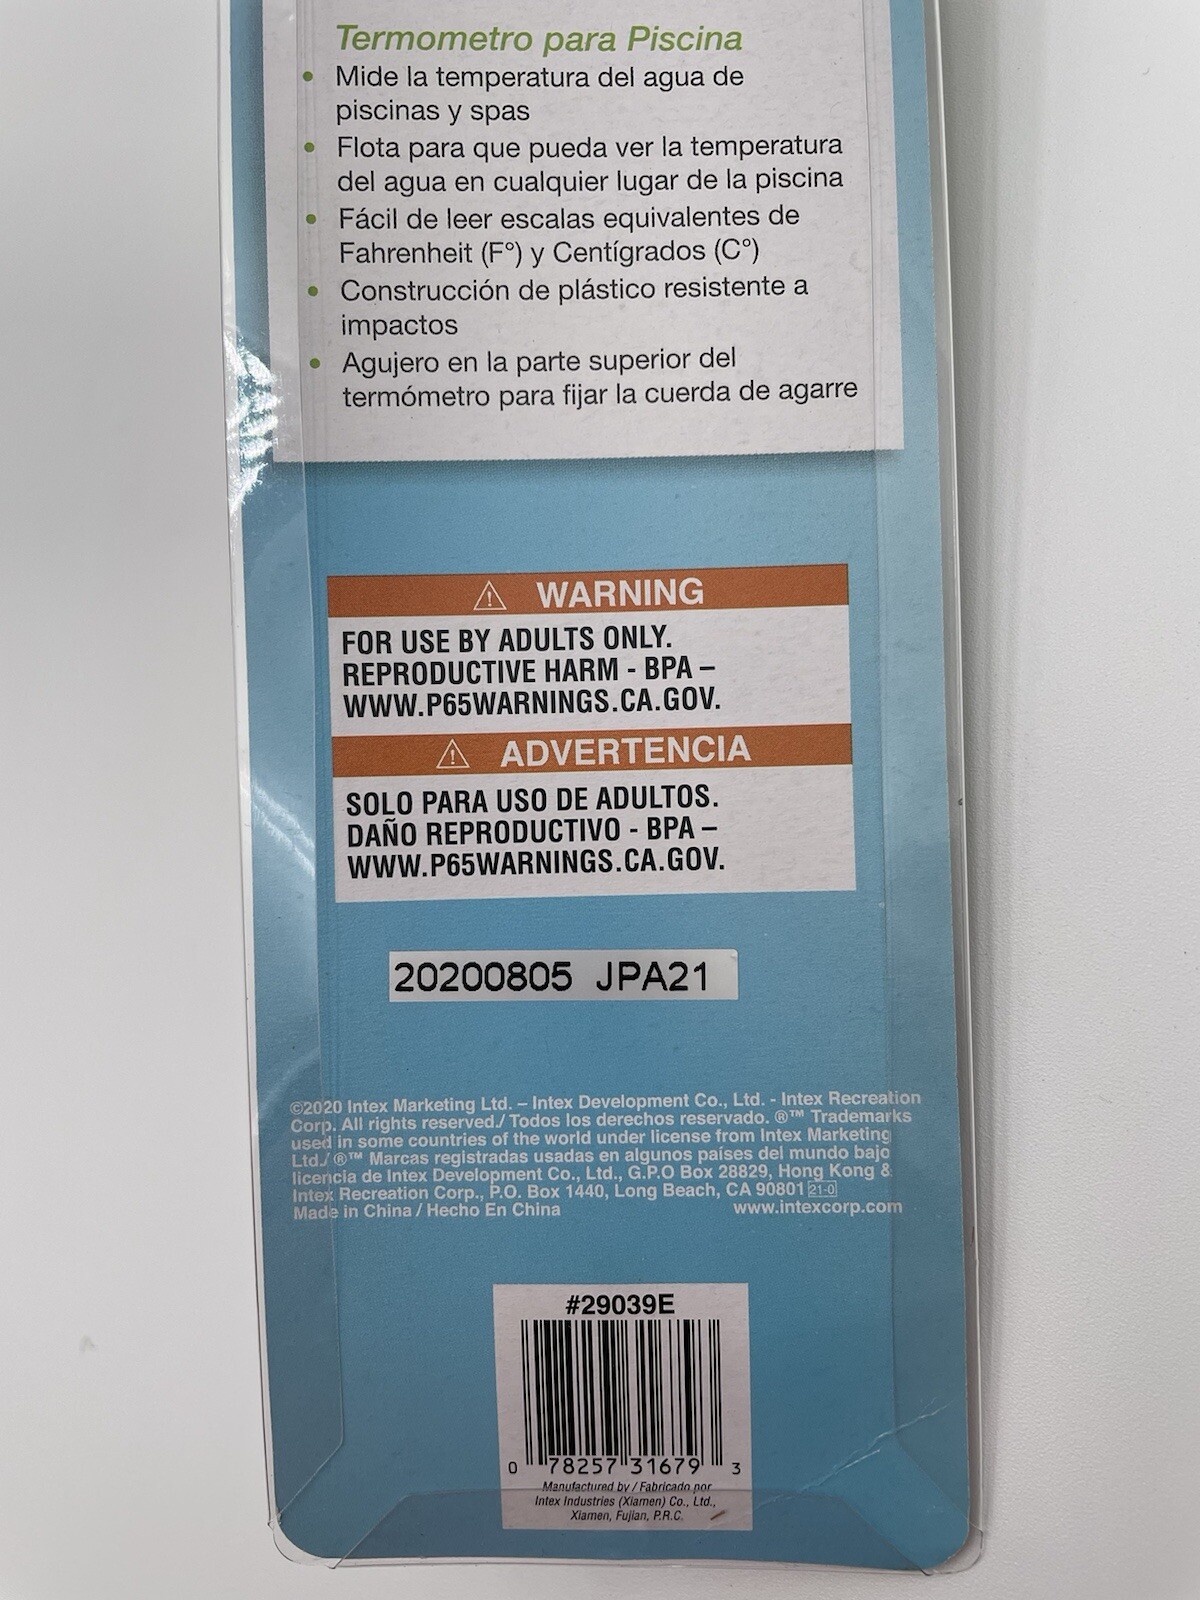 Termometro para Piscina
• Mide la temperatura del agua de
piscinas y spas
• Flota para que pueda ver la temperatura
del agua en cualquier lugar de la piscina
• Fácil de leer escalas equivalentes de
Fahrenheit (F°) y Centígrados (C°)
• Construcción de plástico resistente a
impactos
• Agujero en la parte superior del
termómetro para fijar la cuerda de agarre
⚠ WARNING
FOR USE BY ADULTS ONLY.
REPRODUCTIVE HARM - BPA –
WWW.P65WARNINGS.CA.GOV.
⚠ ADVERTENCIA
SOLO PARA USO DE ADULTOS.
DAÑO REPRODUCTIVO - BPA –
WWW.P65WARNINGS.CA.GOV.
20200805 JPA21
©2020 Intex Marketing Ltd. – Intex Development Co., Ltd. - Intex Recreation
Corp. All rights reserved./ Todos los derechos reservado. ®™ Trademarks
used in some countries of the world under license from Intex Marketing
Ltd./ ®™ Marcas registradas usadas en algunos países del mundo bajo
licencia de Intex Development Co., Ltd., G.P.O Box 28829, Hong Kong &
Intex Recreation Corp., P.O. Box 1440, Long Beach, CA 90801 21-0
Made in China / Hecho En China www.intexcorp.com
#29039E
0 78257 31679 3
Manufactured by / Fabricado por
Intex Industries (Xiamen) Co., Ltd.,
Xiamen, Fujian, P.R.C.